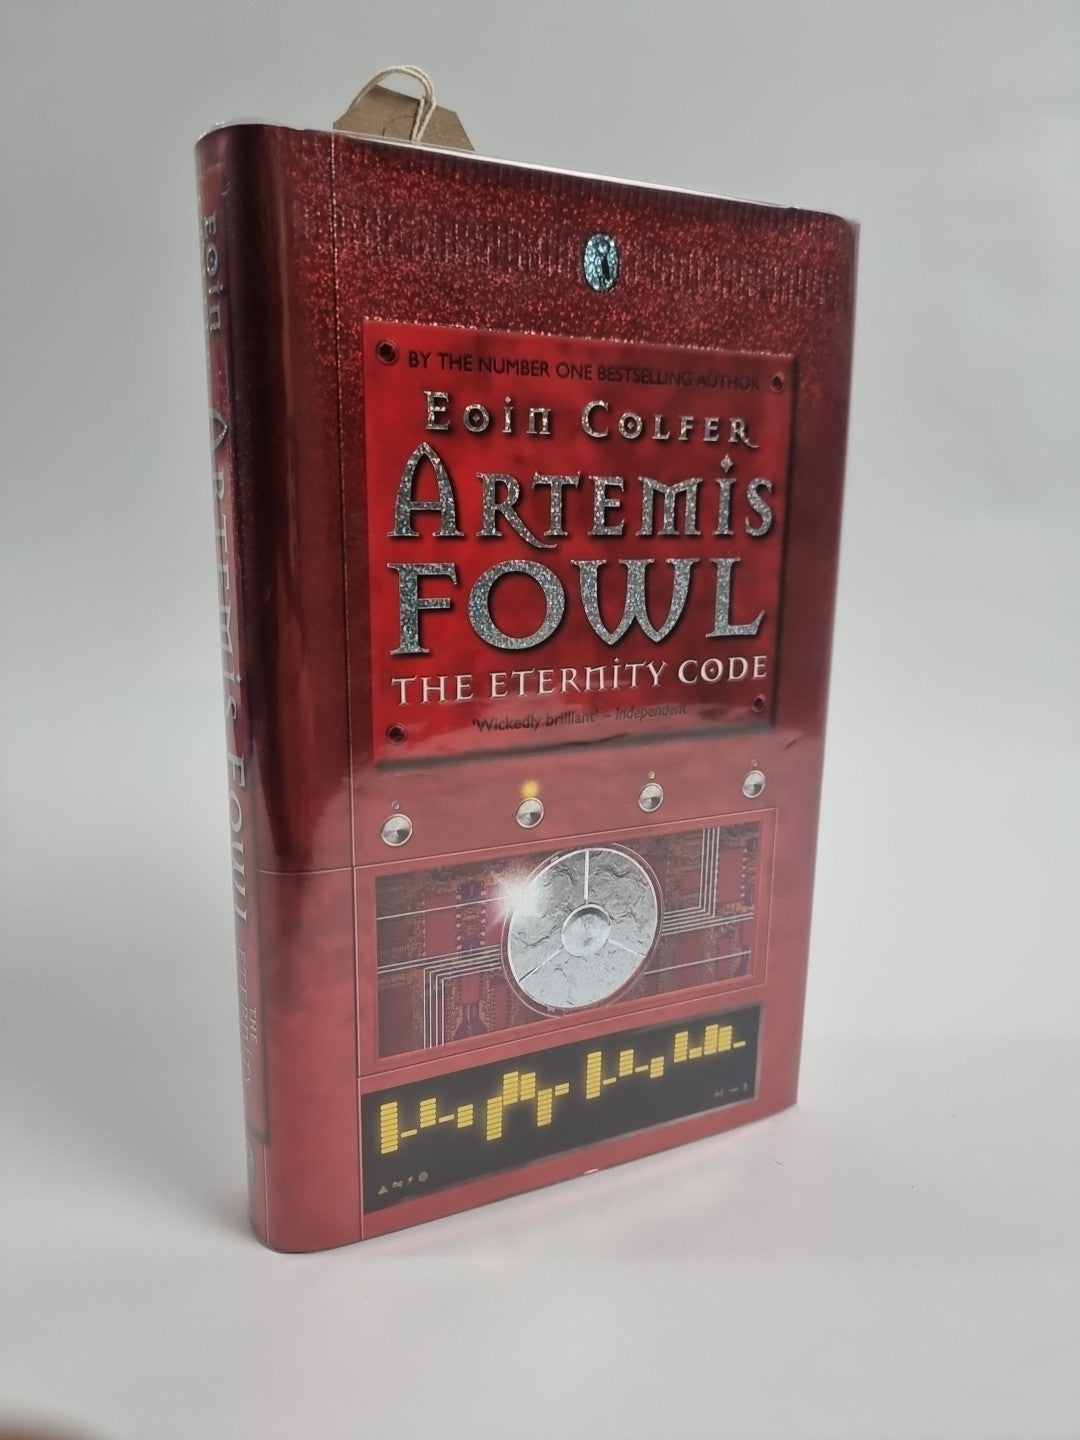 BY THE NUMBER ONE BESTSELLING AUTHOR
Eoin Colfer
Artemis
Fowl
The Eternity Code
'Wickedly brilliant' – Independent
Eoin
Artemis Fowl
THE
ETERNITY